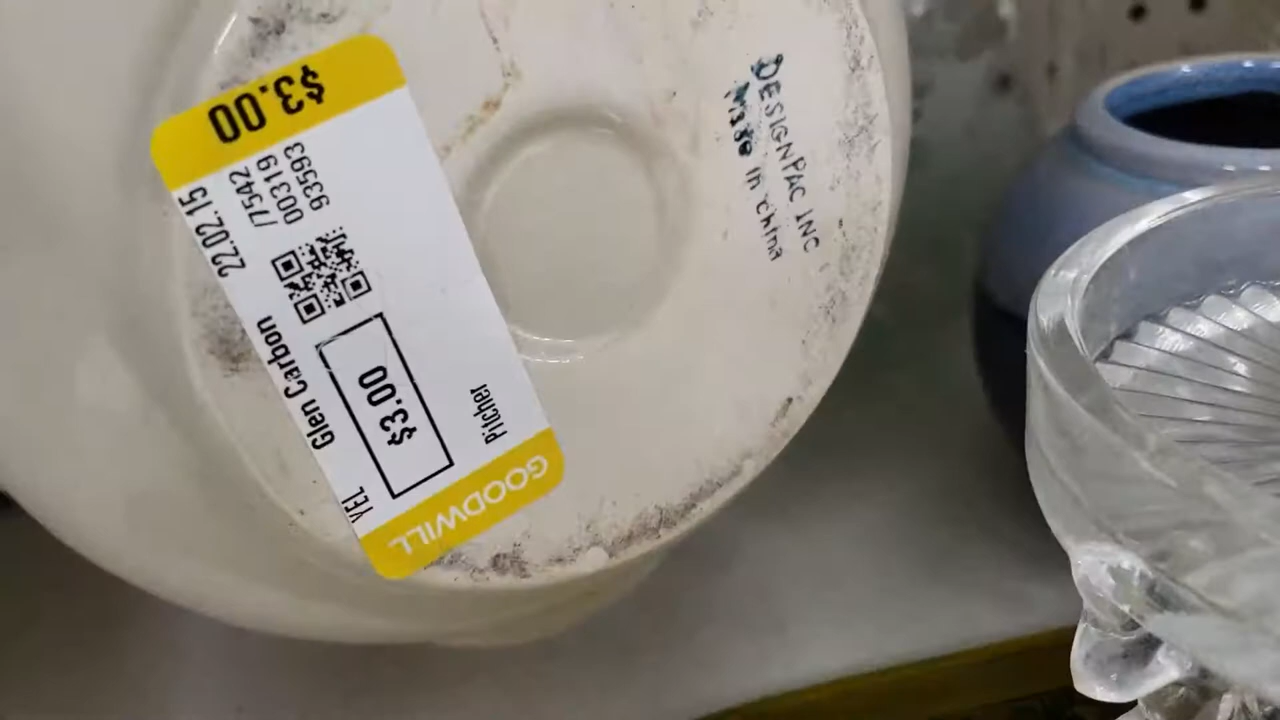 $3.00
22.02.15
/7542
00319
93593
Glen Carbon
$3.00
Pitcher
YEL
GOODWILL
DESIGNPAC INC
Made in china